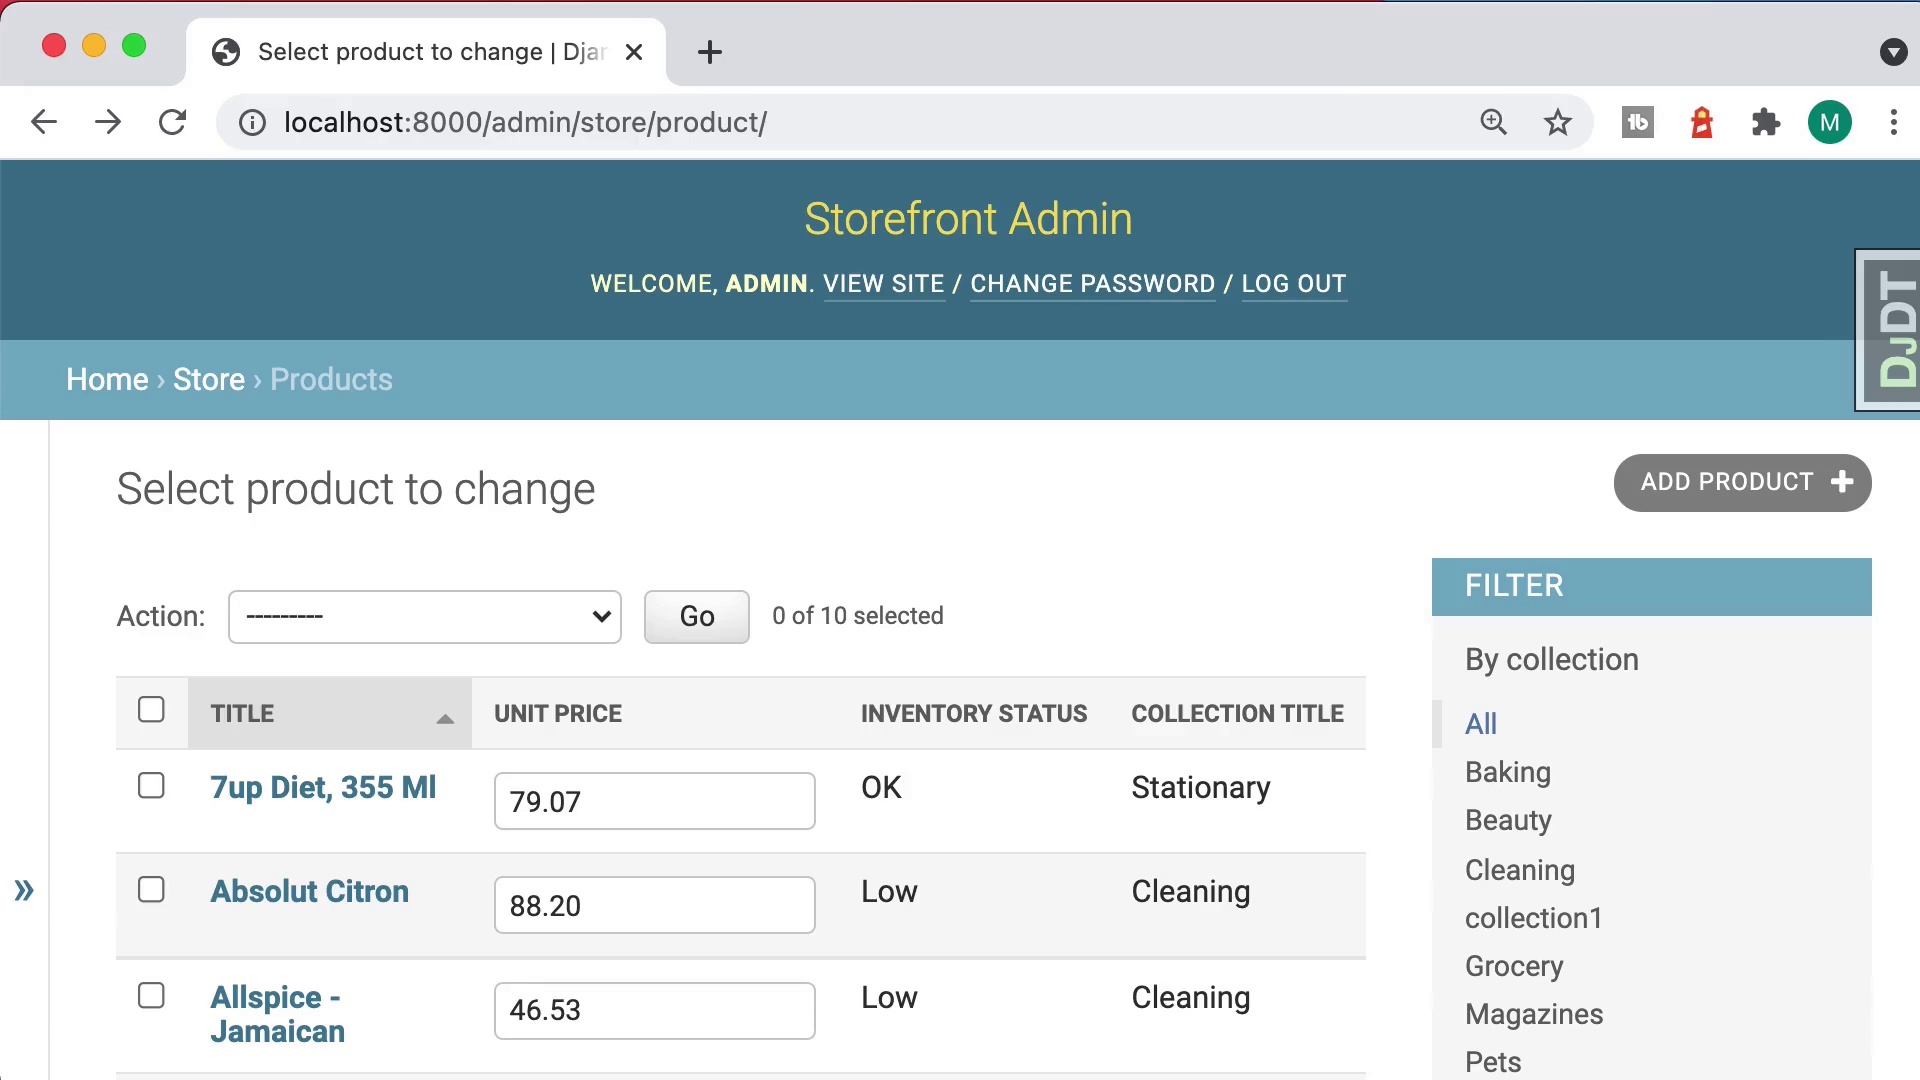 Select product to change | Djan
localhost:8000/admin/store/product/
M
Storefront Admin
WELCOME, ADMIN. VIEW SITE / CHANGE PASSWORD / LOG OUT
DJDT
Home › Store › Products
Select product to change
ADD PRODUCT +
Action: --------- Go 0 of 10 selected
FILTER
By collection
All
Baking
Beauty
Cleaning
collection1
Grocery
Magazines
Pets
TITLE UNIT PRICE INVENTORY STATUS COLLECTION TITLE
7up Diet, 355 Ml 79.07 OK Stationary
Absolut Citron 88.20 Low Cleaning
Allspice - 46.53 Low Cleaning
Jamaican
»